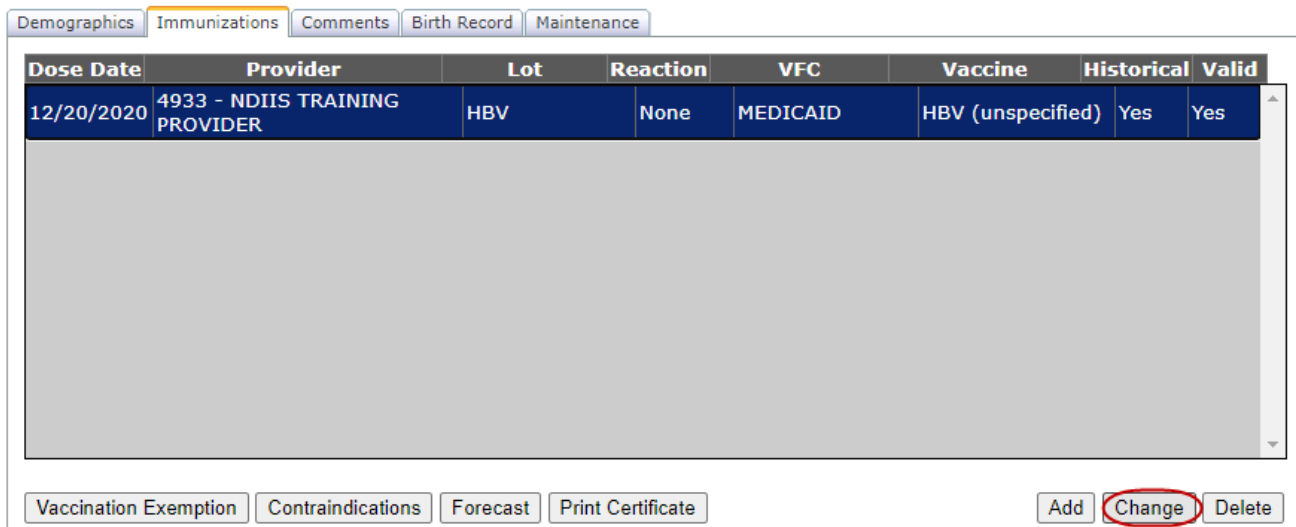 Demographics Immunizations Comments Birth Record Maintenance
Dose Date Provider Lot Reaction VFC Vaccine Historical Valid
12/20/2020 4933 - NDIIS TRAINING PROVIDER HBV None MEDICAID HBV (unspecified) Yes Yes
Vaccination Exemption Contraindications Forecast Print Certificate Add Change Delete